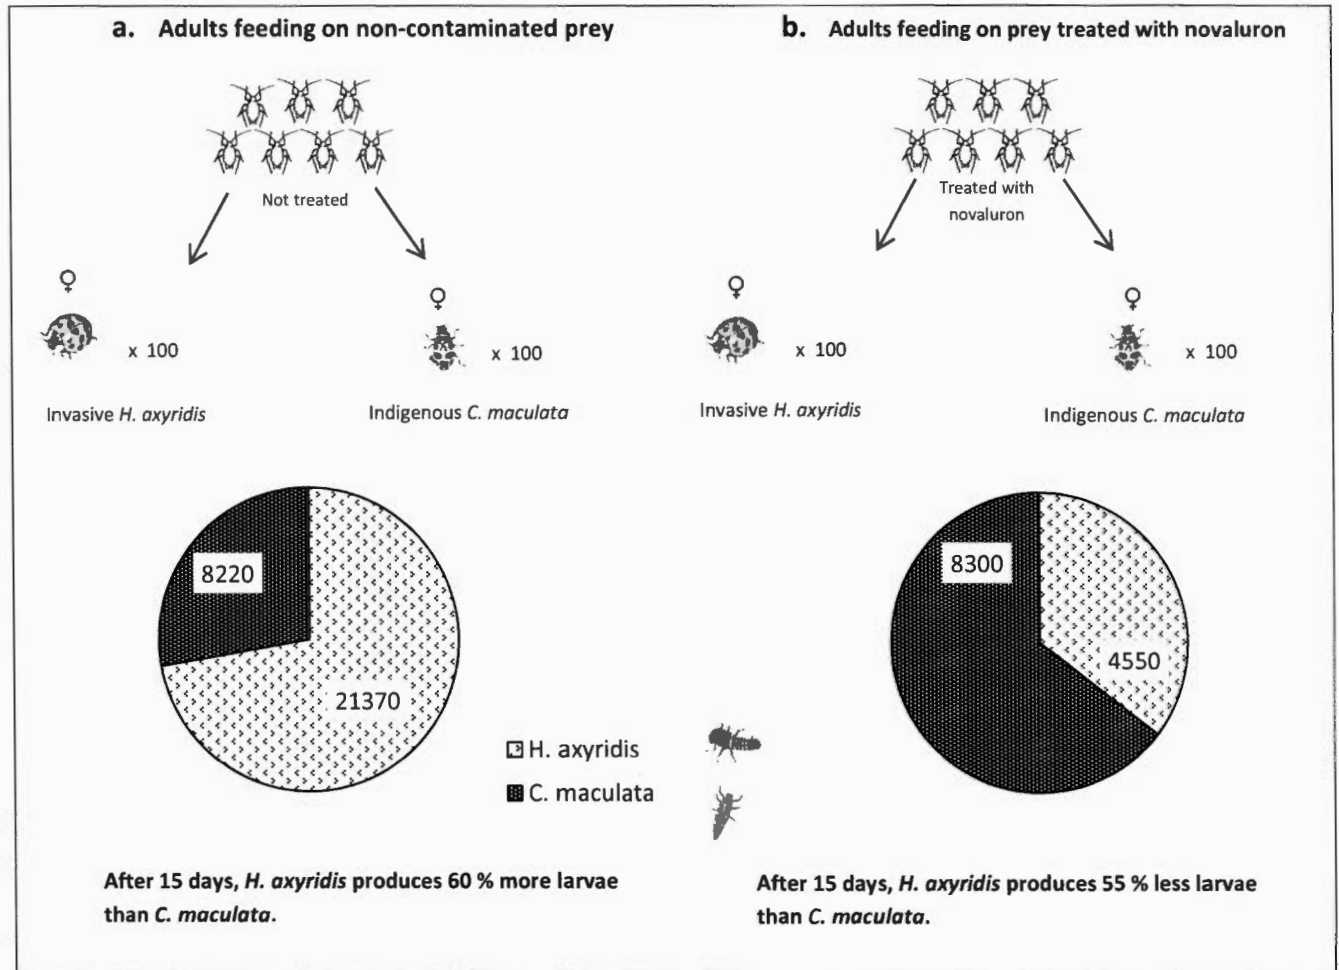 a. Adults feeding on non-contaminated prey
Not treated
♀
♀
x 100
x 100
Invasive H. axyridis
Indigenous C. maculata
8220
21370
b. Adults feeding on prey treated with novaluron
Treated with
novaluron
♀
♀
x 100
x 100
Invasive H. axyridis
Indigenous C. maculata
8300
4550
H. axyridis
C. maculata
After 15 days, H. axyridis produces 60 % more larvae
than C. maculata.
After 15 days, H. axyridis produces 55 % less larvae
than C. maculata.